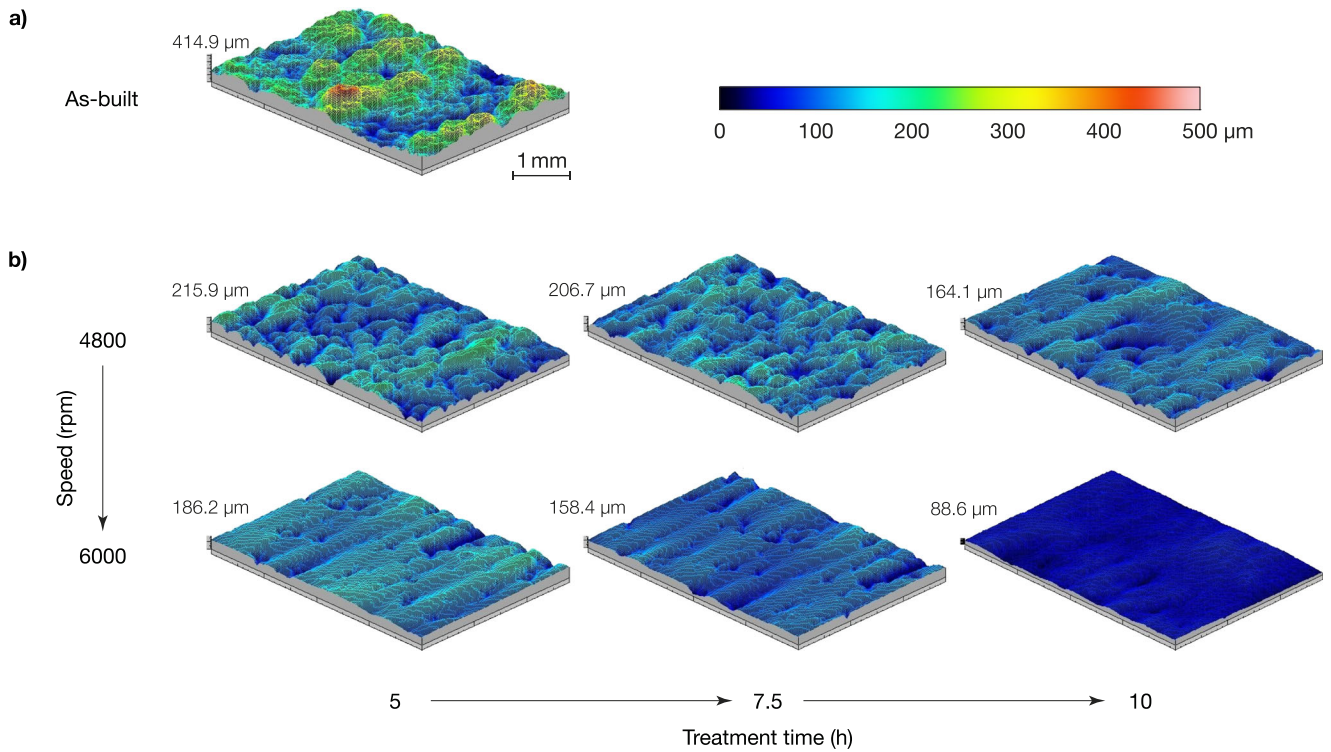 a)
414.9 µm
As-built
0 100 200 300 400 500 µm
1 mm
b)
215.9 µm 206.7 µm 164.1 µm
4800
Speed (rpm)
186.2 µm 158.4 µm 88.6 µm
6000
5 7.5 10
Treatment time (h)